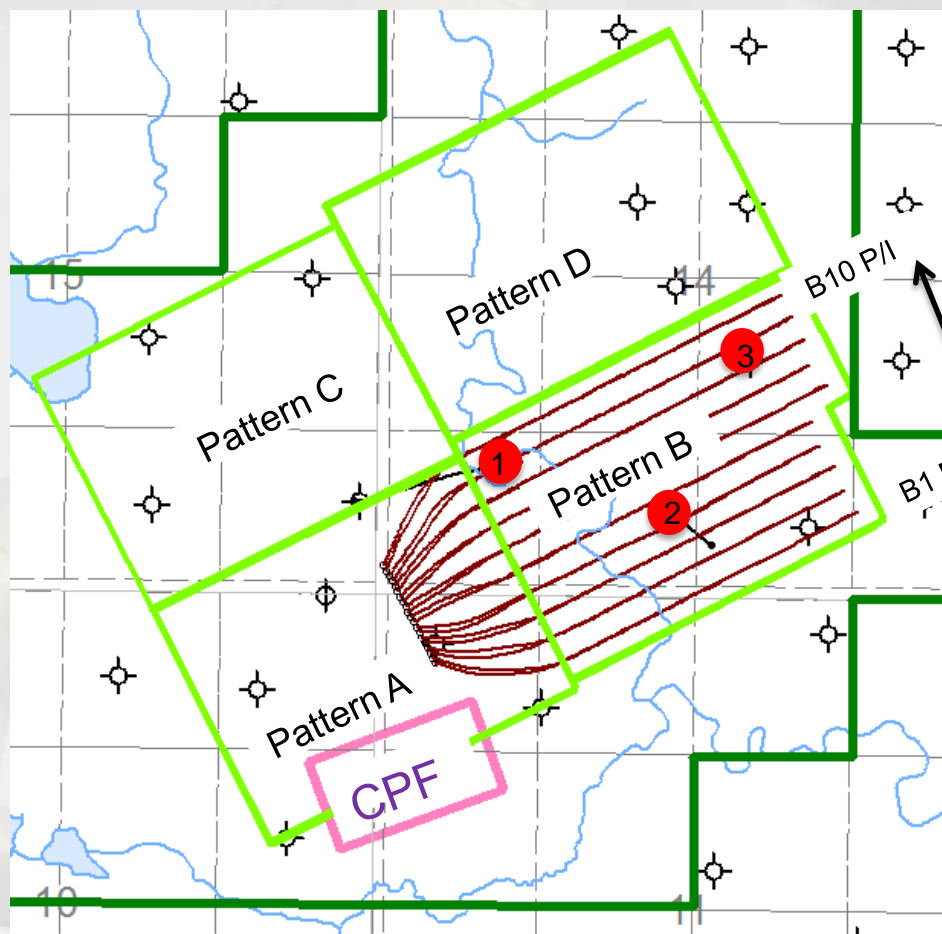 15
14
Pattern D
B10 P/I
3
Pattern C
1
Pattern B
2
B1
Pattern A
CPF
10
11